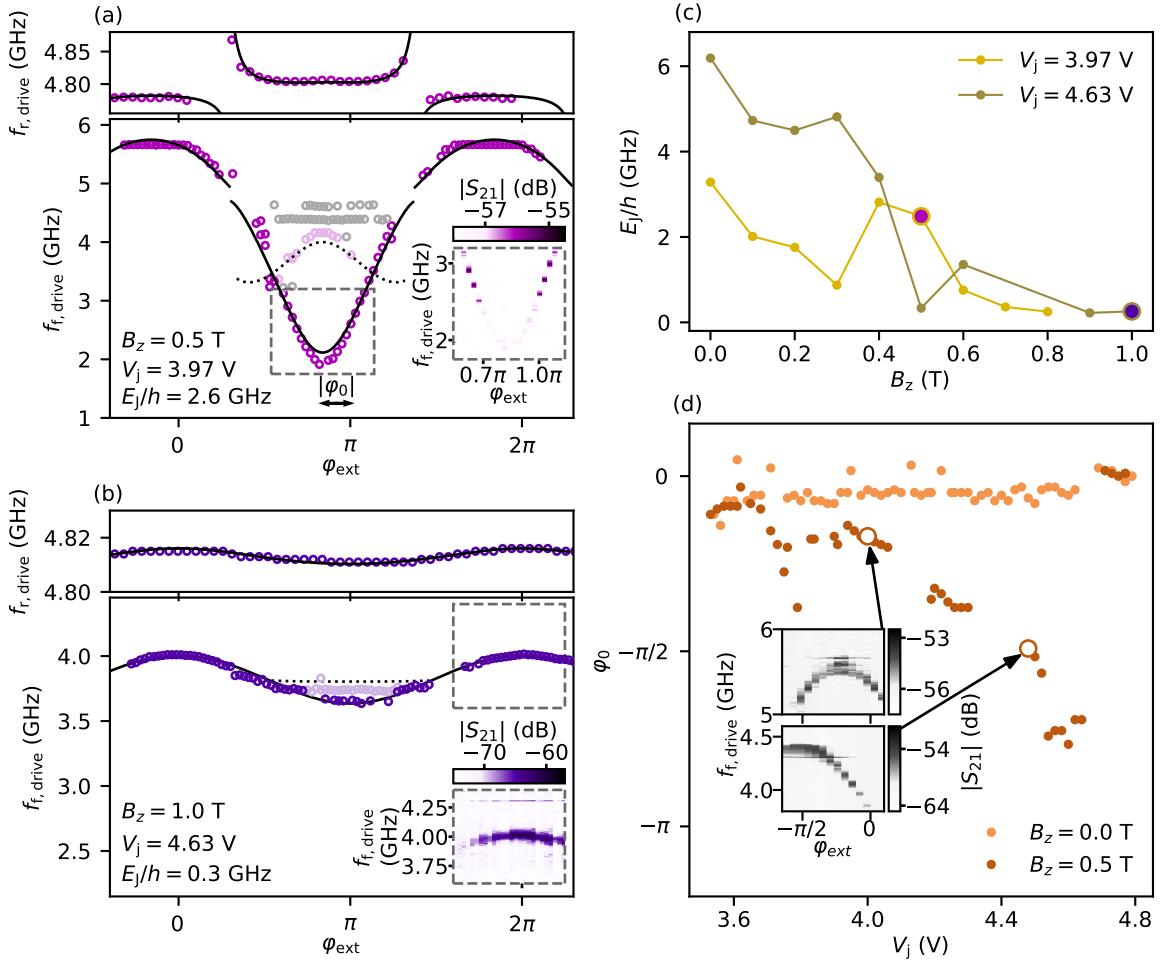 (a)
f_r, drive (GHz)
4.85
4.80
f_f, drive (GHz)
6
5
4
3
2
1
|S_21| (dB)
−57
−55
f_f, drive (GHz)
3
2
0.7π
1.0π
φ_ext
B_z = 0.5 T
V_j = 3.97 V
E_J/h = 2.6 GHz
|φ_0|
0
π
2π
φ_ext
(b)
f_r, drive (GHz)
4.82
4.80
f_f, drive (GHz)
4.0
3.5
3.0
2.5
|S_21| (dB)
−70
−60
f_f, drive (GHz)
4.25
4.00
3.75
B_z = 1.0 T
V_j = 4.63 V
E_J/h = 0.3 GHz
0
π
2π
φ_ext
(c)
E_J/h (GHz)
6
4
2
0
V_j = 3.97 V
V_j = 4.63 V
0.0
0.2
0.4
0.6
0.8
1.0
B_z (T)
(d)
φ_0
0
−π/2
−π
f_f, drive (GHz)
6
5
−53
−56
4.5
4.0
−54
−64
|S_21| (dB)
−π/2
0
φ_ext
B_z = 0.0 T
B_z = 0.5 T
3.6
4.0
4.4
4.8
V_j (V)